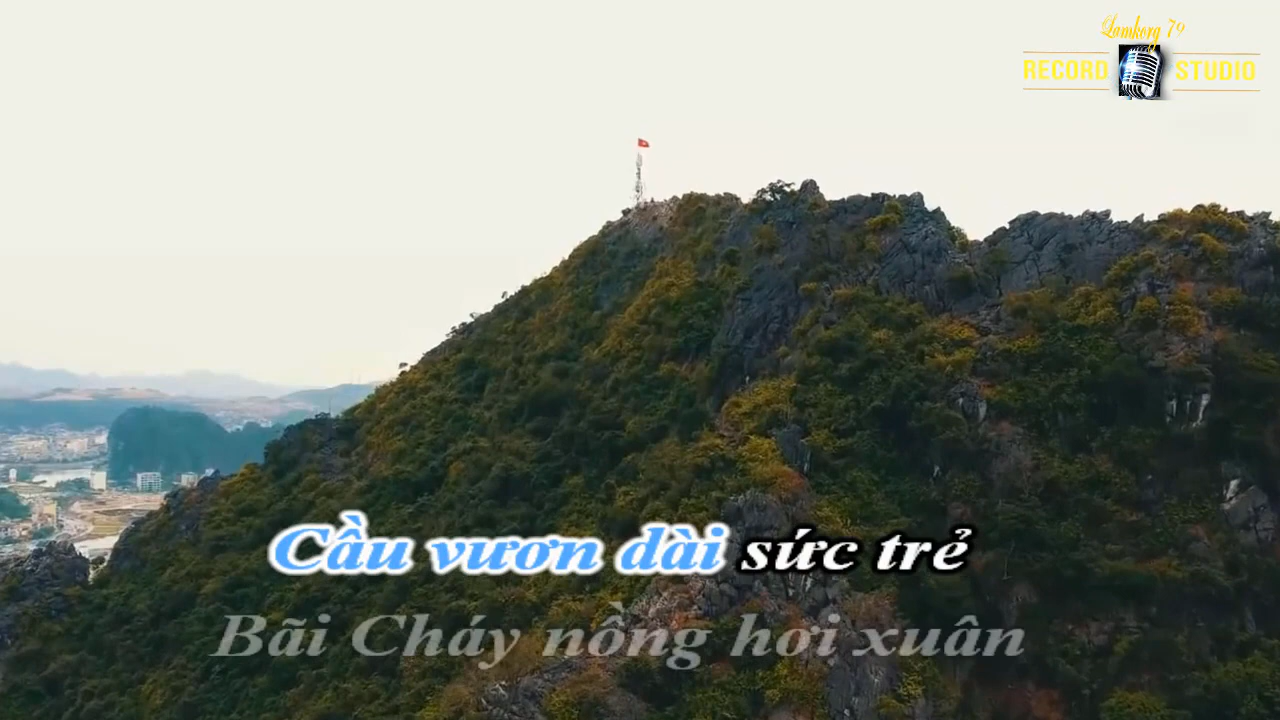 Lamkorg 79
RECORD STUDIO
Cầu vươn dài sức trẻ
Bãi Cháy nồng hơi xuân